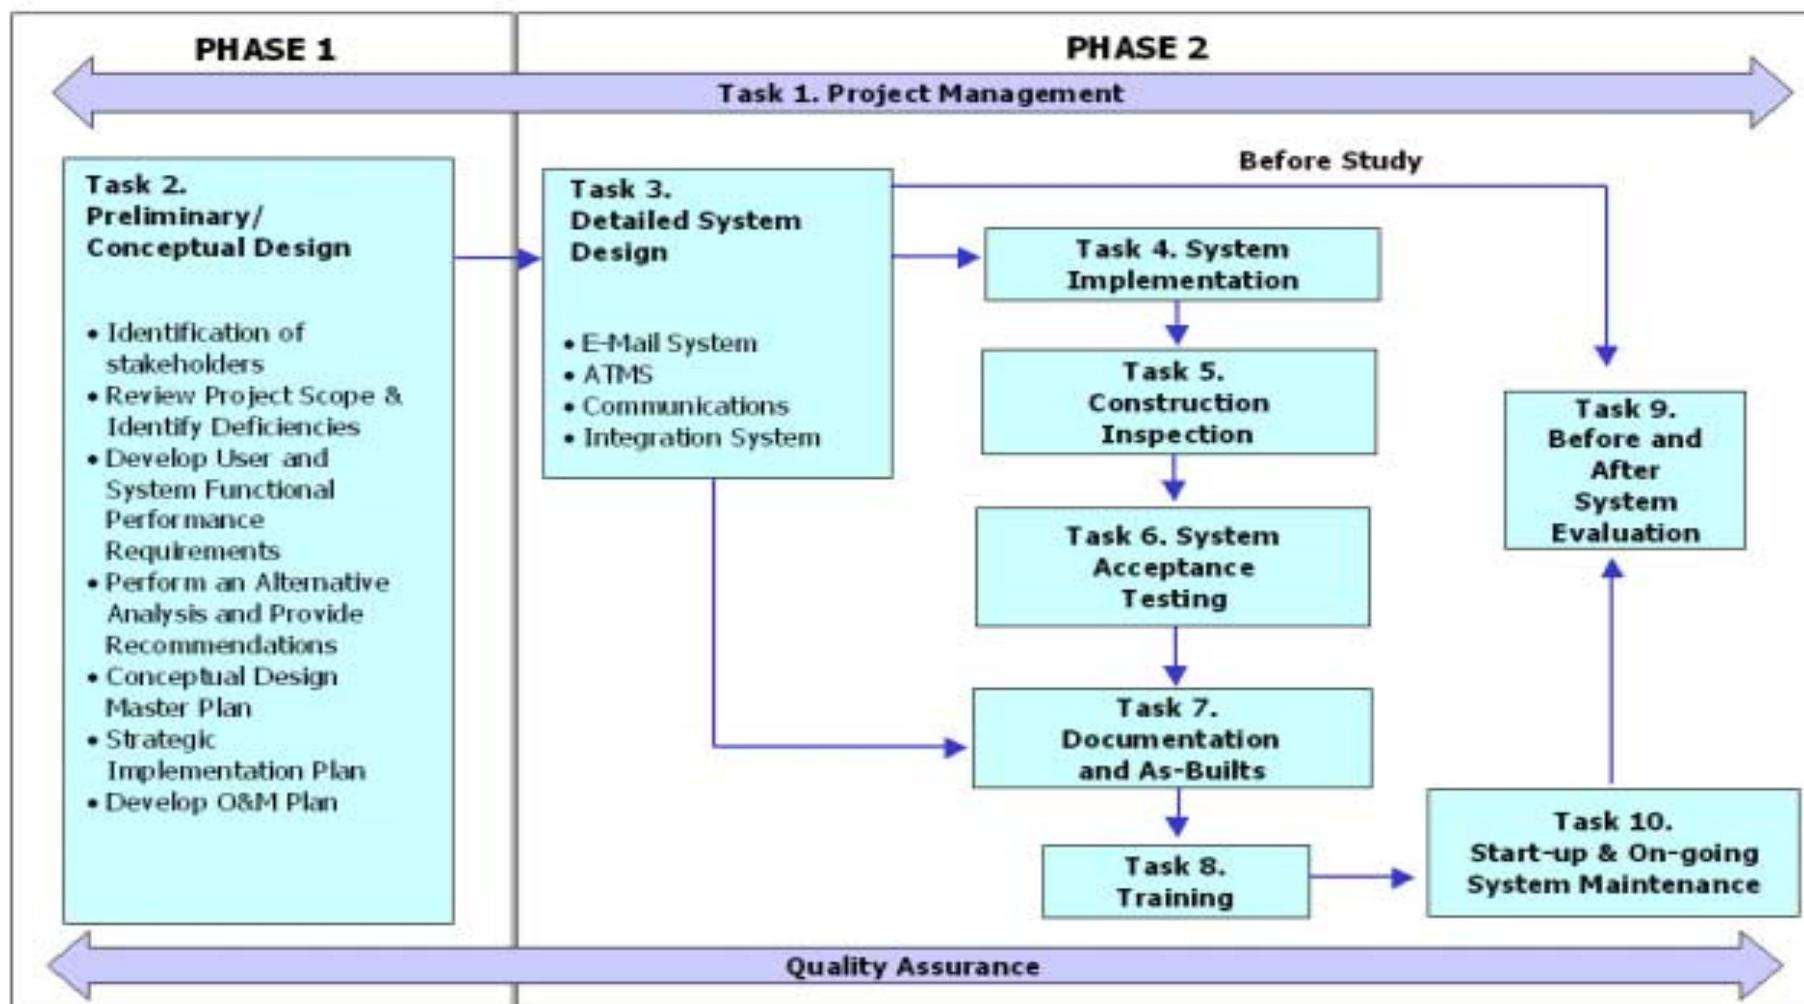 PHASE 1
PHASE 2
Task 1. Project Management
Task 2.
Preliminary/
Conceptual Design
• Identification of
stakeholders
• Review Project Scope &
Identify Deficiencies
• Develop User and
System Functional
Performance
Requirements
• Perform an Alternative
Analysis and Provide
Recommendations
• Conceptual Design
Master Plan
• Strategic
Implementation Plan
• Develop O&M Plan
Task 3.
Detailed System
Design
• E-Mail System
• ATMS
• Communications
• Integration System
Before Study
Task 4. System
Implementation
Task 5.
Construction
Inspection
Task 6. System
Acceptance
Testing
Task 7.
Documentation
and As-Builts
Task 8.
Training
Task 9.
Before and
After
System
Evaluation
Task 10.
Start-up & On-going
System Maintenance
Quality Assurance